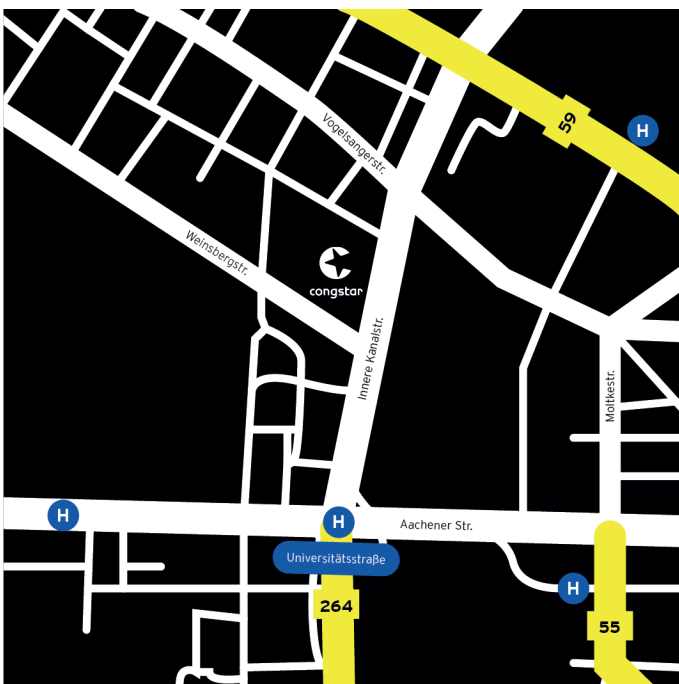 59
H
Vogelsangerstr.
Weinsbergstr.
congstar
Innere Kanalstr.
Moltkestr.
H
H
Aachener Str.
Universitätsstraße
H
264
55